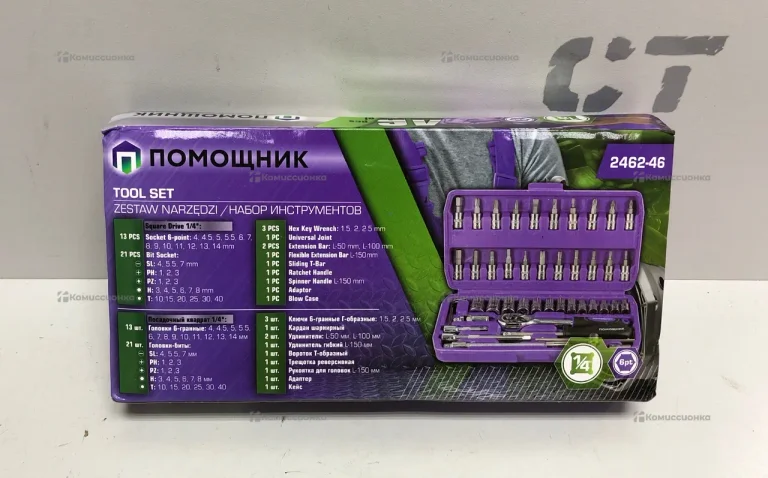 СТ
Комиссионка
Комиссионка
ПОМОЩНИК
2462-46
TOOL SET
ZESTAW NARZĘDZI / НАБОР ИНСТРУМЕНТОВ
Square Drive 1/4":
13 PCS Socket 6-point: 4, 4.5, 5, 5.5, 6, 7,
8, 9, 10, 11, 12, 13, 14 mm
21 PCS Bit Socket:
SL: 4, 5.5, 7 mm
PH: 1, 2, 3
PZ: 1, 2, 3
H: 3, 4, 5, 6, 7, 8 mm
T: 10, 15, 20, 25, 30, 40
3 PCS Hex Key Wrench: 1.5, 2, 2.5 mm
1 PC Universal Joint
2 PCS Extension Bar: L-50 mm, L-100 mm
1 PC Flexible Extension Bar L-150 mm
1 PC Sliding T-Bar
1 PC Ratchet Handle
1 PC Spinner Handle L-150 mm
1 PC Adaptor
1 PC Blow Case
Посадочный квадрат 1/4":
13 шт. Головки 6-гранные: 4, 4.5, 5, 5.5,
6, 7, 8, 9, 10, 11, 12, 13, 14 мм
21 шт. Головки-биты:
SL: 4, 5.5, 7 мм
PH: 1, 2, 3
PZ: 1, 2, 3
H: 3, 4, 5, 6, 7, 8 мм
T: 10, 15, 20, 25, 30, 40
3 шт. Ключи 6-гранные Г-образные: 1.5, 2, 2.5 мм
1 шт. Кардан шарнирный
2 шт. Удлинители: L-50 мм, L-100 мм
1 шт. Удлинитель гибкий L-150 мм
1 шт. Вороток Т-образный
1 шт. Трещотка реверсивная
1 шт. Рукоятка для головок L-150 мм
1 шт. Адаптор
1 шт. Кейс
1/4
6pt
Комиссионка
Комиссионка